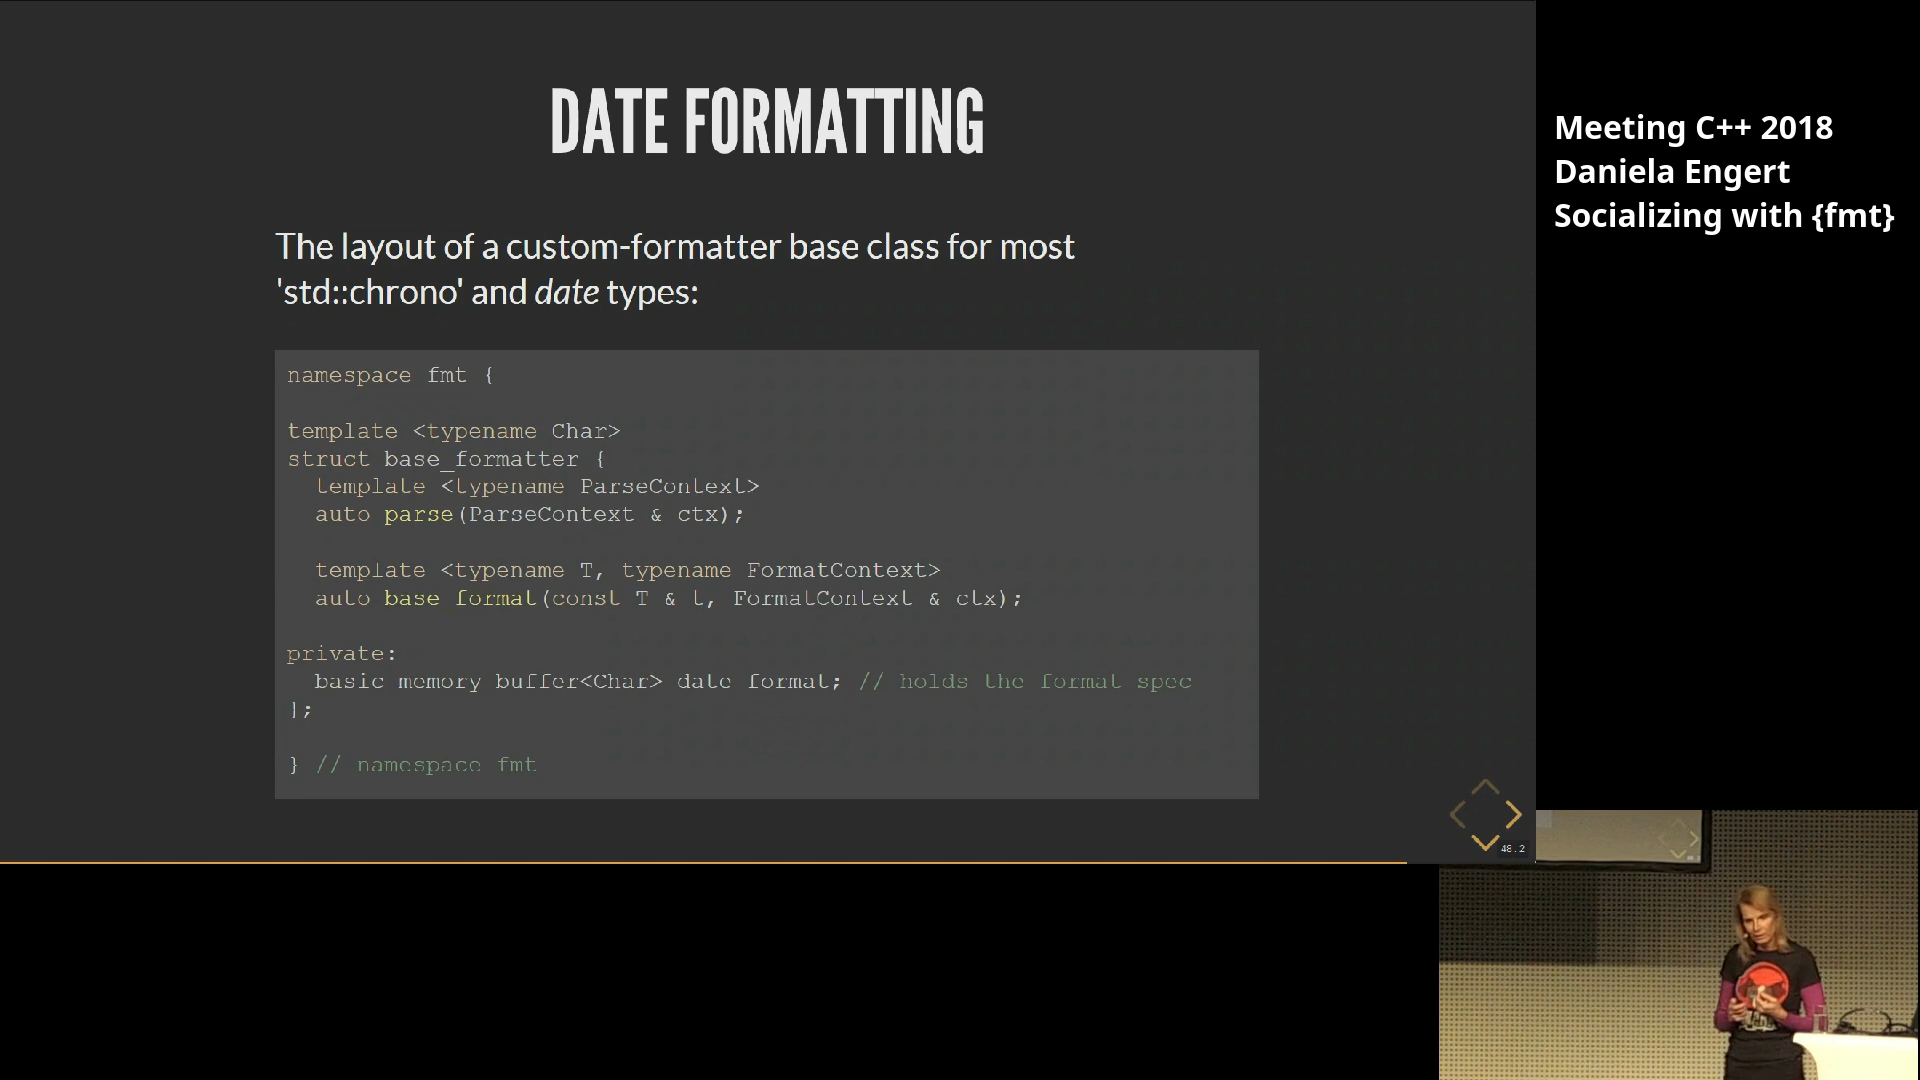 DATE FORMATTING
The layout of a custom-formatter base class for most
'std::chrono' and date types:
namespace fmt {
template <typename Char>
struct base_formatter {
template <typename ParseContext>
auto parse(ParseContext & ctx);
template <typename T, typename FormatContext>
auto base_format(const T & t, FormatContext & ctx);
private:
basic_memory_buffer<Char> date_format; // holds the format spec
};
} // namespace fmt
48.2
Meeting C++ 2018
Daniela Engert
Socializing with {fmt}